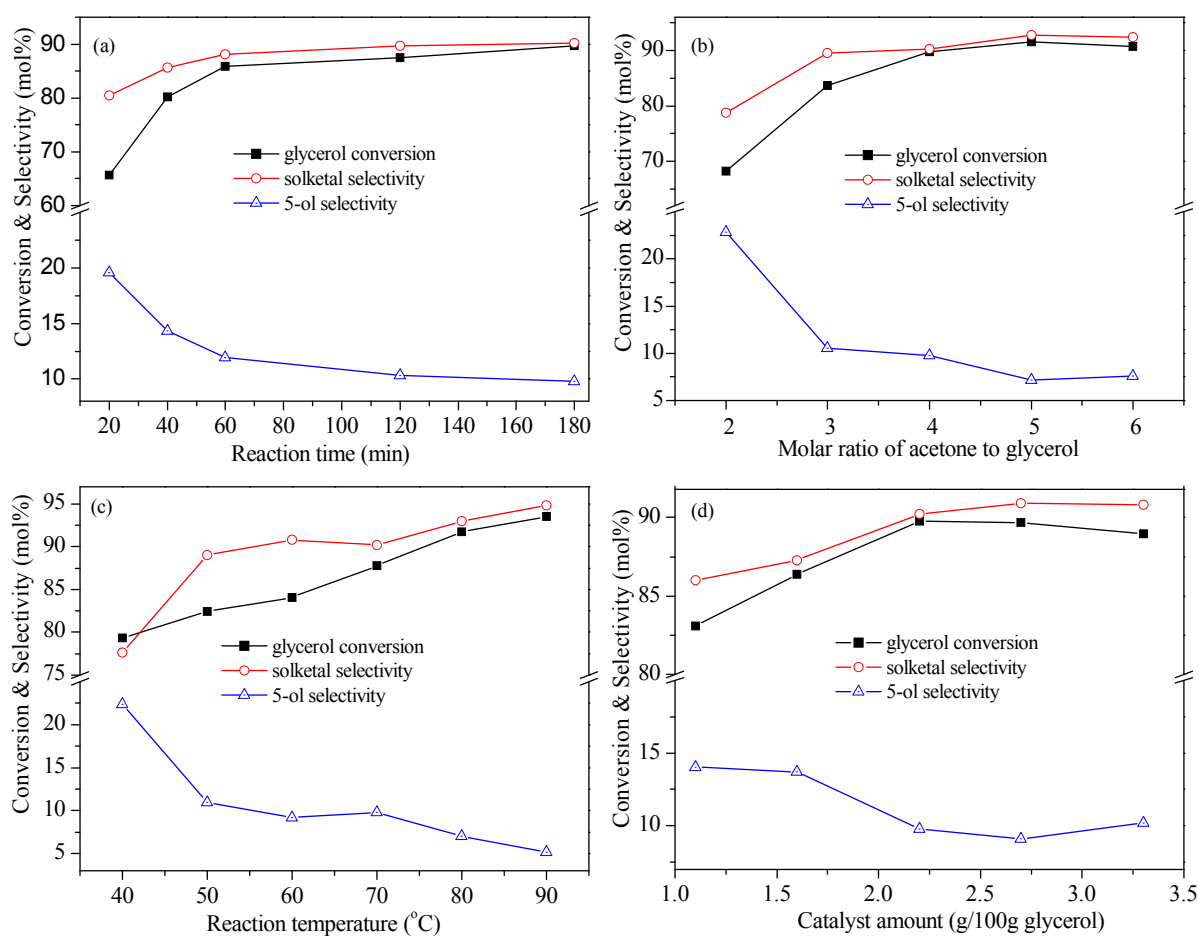 (a)
Conversion & Selectivity (mol%)
90
80
70
60
20
15
10
glycerol conversion
solketal selectivity
5-ol selectivity
20 40 60 80 100 120 140 160 180
Reaction time (min)
(b)
Conversion & Selectivity (mol%)
90
80
70
20
15
10
5
glycerol conversion
solketal selectivity
5-ol selectivity
2 3 4 5 6
Molar ratio of acetone to glycerol
(c)
Conversion & Selectivity (mol%)
95
90
85
80
75
20
15
10
5
glycerol conversion
solketal selectivity
5-ol selectivity
40 50 60 70 80 90
Reaction temperature (°C)
(d)
Conversion & Selectivity (mol%)
90
85
80
15
10
glycerol conversion
solketal selectivity
5-ol selectivity
1.0 1.5 2.0 2.5 3.0 3.5
Catalyst amount (g/100g glycerol)